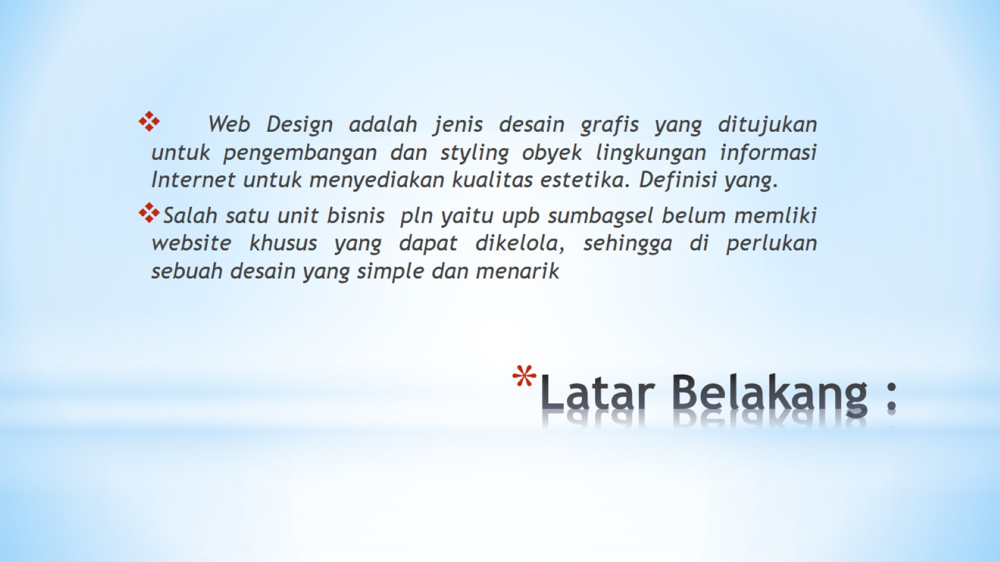 Web Design adalah jenis desain grafis yang ditujukan
untuk pengembangan dan styling obyek lingkungan informasi
Internet untuk menyediakan kualitas estetika. Definisi yang.
Salah satu unit bisnis  pln yaitu upb sumbagsel belum memliki
website khusus yang dapat dikelola, sehingga di perlukan
sebuah desain yang simple dan menarik
*Latar Belakang :